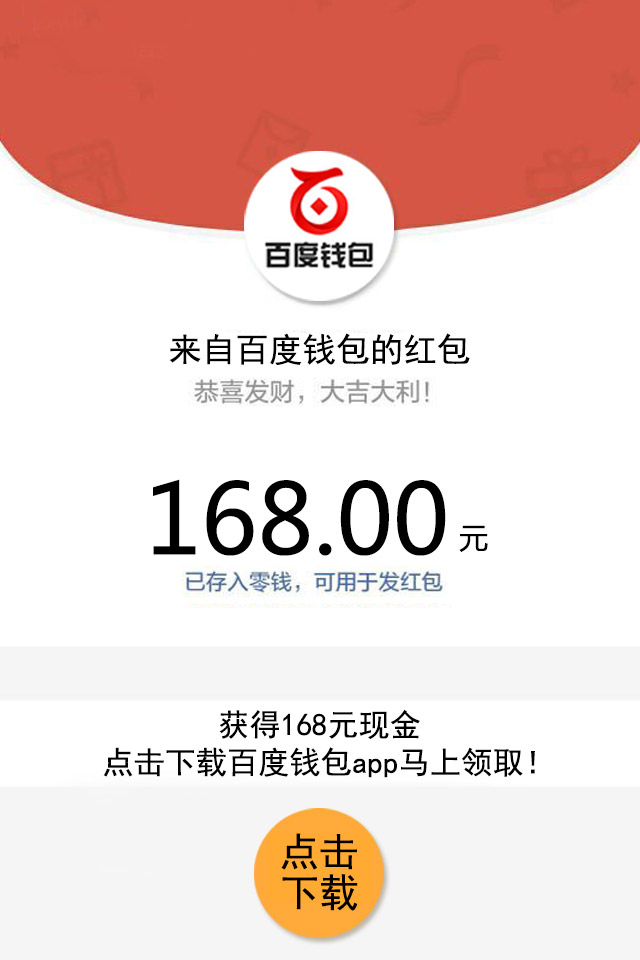 百度钱包
来自百度钱包的红包
恭喜发财，大吉大利！
168.00 元
已存入零钱，可用于发红包
获得168元现金
点击下载百度钱包app马上领取！
点击
下载